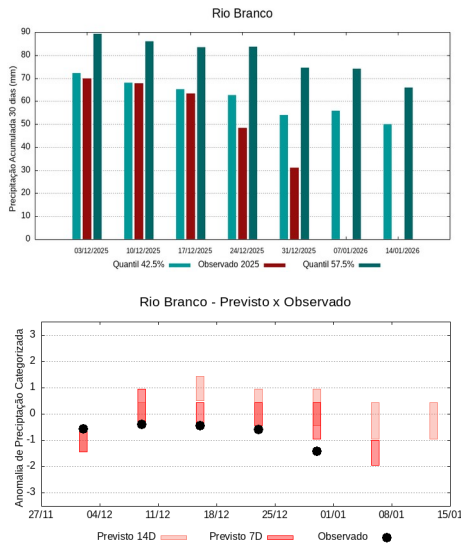 Rio Branco
Precipitação Acumulada 30 dias (mm)
90
80
70
60
50
40
30
20
10
0
03/12/2025 10/12/2025 17/12/2025 24/12/2025 31/12/2025 07/01/2026 14/01/2026
Quantil 42.5% Observado 2025 Quantil 57.5%
Rio Branco - Previsto x Observado
Anomalia de Preciptação Categorizada
3
2
1
0
-1
-2
-3
27/11 04/12 11/12 18/12 25/12 01/01 08/01 15/01
Previsto 14D Previsto 7D Observado